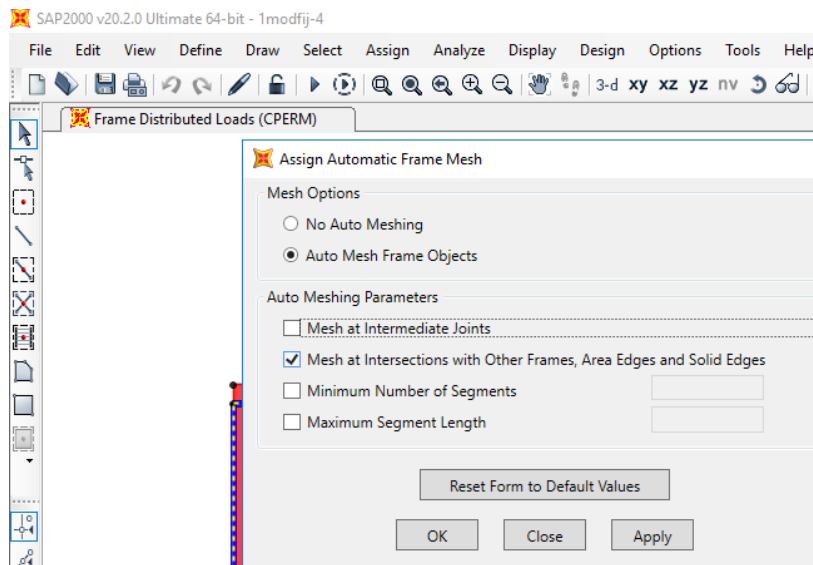 SAP2000 v20.2.0 Ultimate 64-bit - 1modfij-4
File Edit View Define Draw Select Assign Analyze Display Design Options Tools Help
3-d xy xz yz nv
Frame Distributed Loads (CPERM)
Assign Automatic Frame Mesh
Mesh Options
No Auto Meshing
Auto Mesh Frame Objects
Auto Meshing Parameters
Mesh at Intermediate Joints
Mesh at Intersections with Other Frames, Area Edges and Solid Edges
Minimum Number of Segments
Maximum Segment Length
Reset Form to Default Values
OK Close Apply